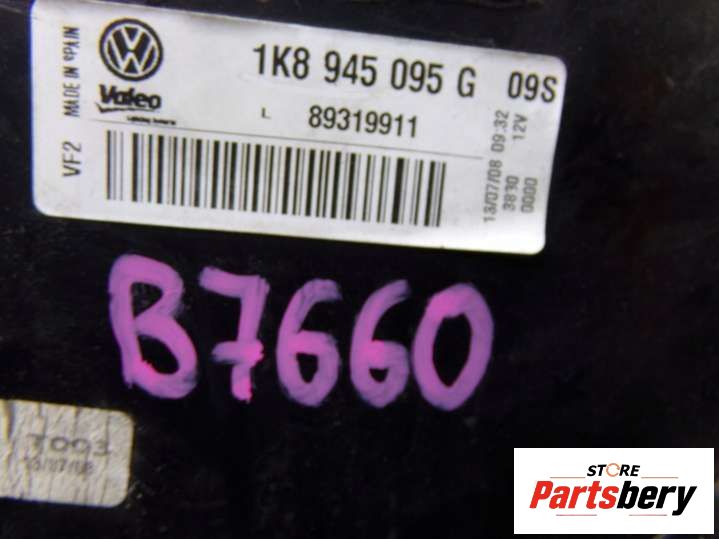 MADE IN SPAIN
VF2
VW
Valeo
1K8 945 095 G 09S
L 89319911
13/07/08 09:32
3830 12V
0000
B7660
13/07/08
STORE
Partsbery